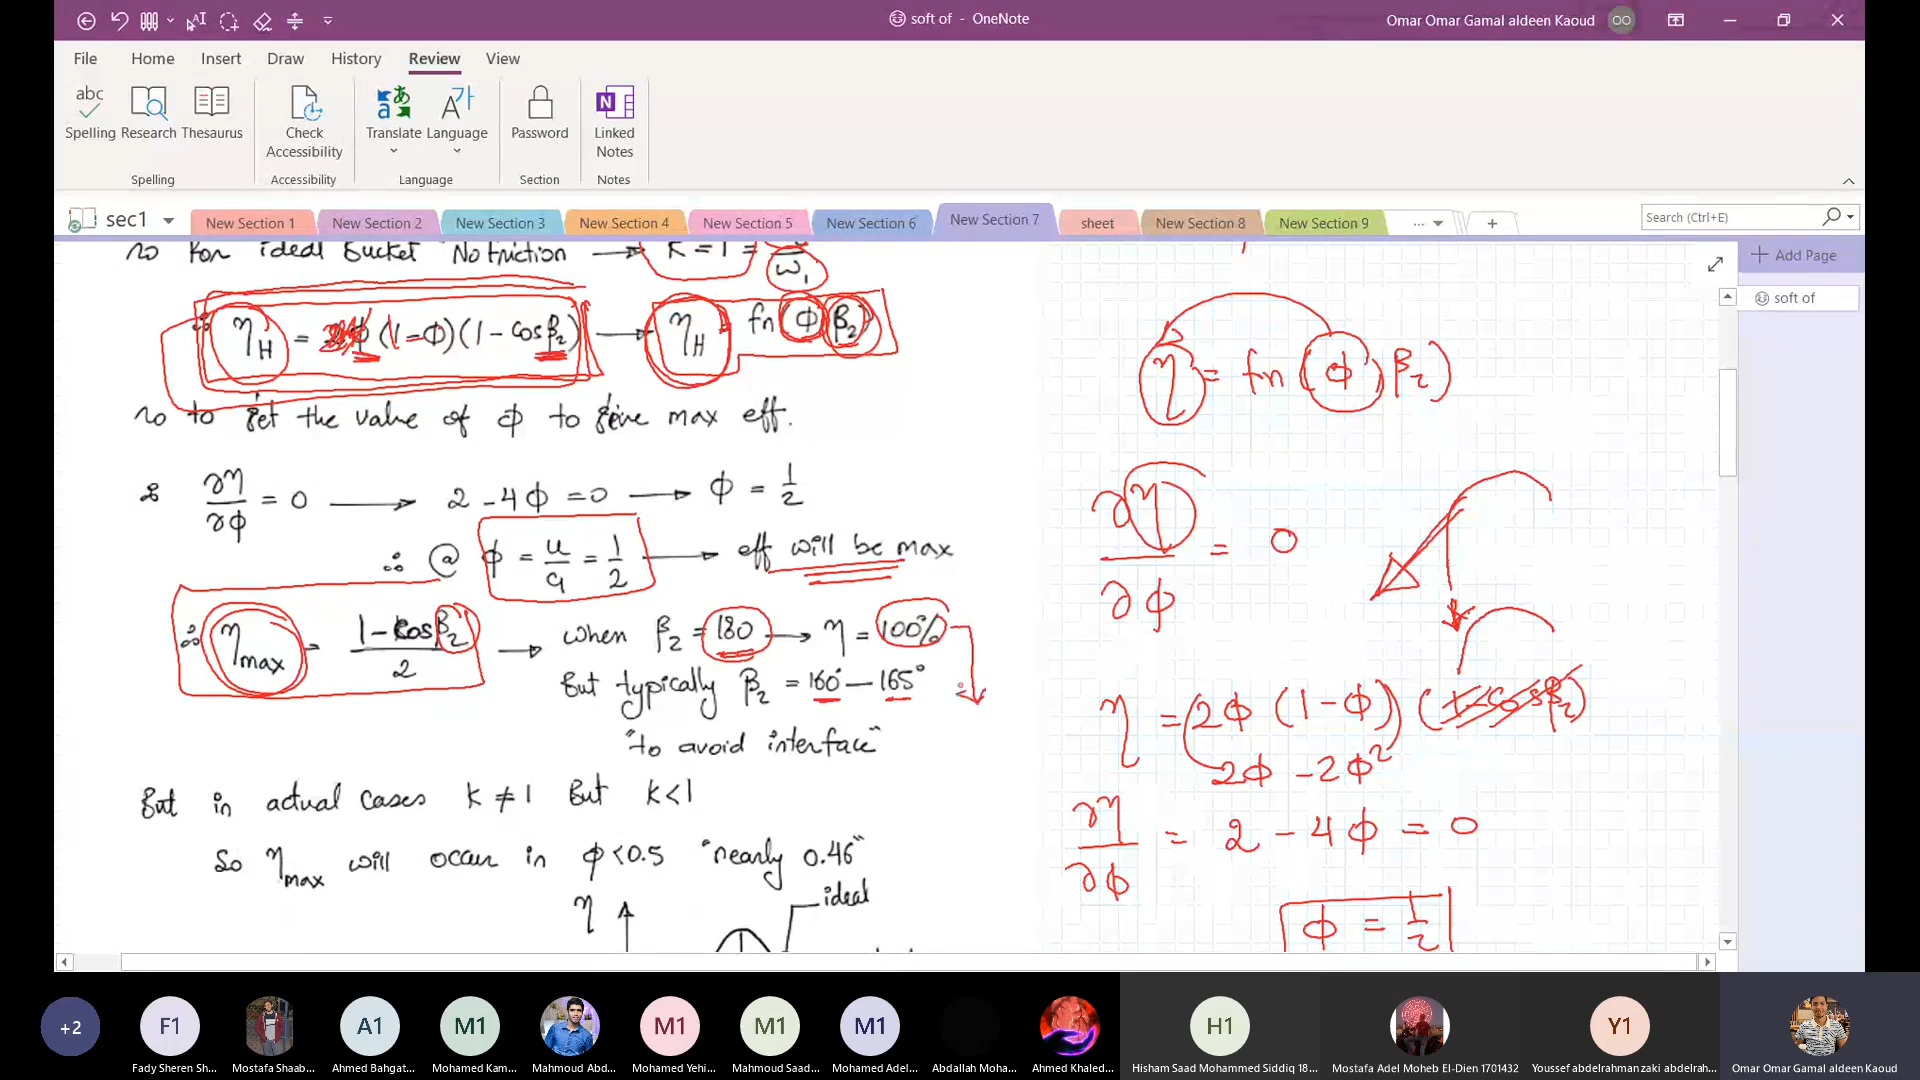 soft of - OneNote
Omar Omar Gamal aldeen Kaoud
OO
File Home Insert Draw History Review View
abc
Spelling Research Thesaurus
Check Accessibility
Translate Language
Password
Linked Notes
Spelling Accessibility Language Section Notes
sec1
New Section 1 New Section 2 New Section 3 New Section 4 New Section 5 New Section 6 New Section 7 sheet New Section 8 New Section 9 ...
Search (Ctrl+E)
Add Page
soft of
For ideal Bucket "No friction → K = 1 = / ω₁
∴ ηH = 2ϕ (1-ϕ)(1 - cosβ₂) → ηH fn (ϕ, β₂)
to get the value of ϕ to give max eff.
∂η/∂ϕ = 0 → 2 - 4ϕ = 0 → ϕ = 1/2
∴ @ ϕ = u/c₁ = 1/2 → eff will be max
∴ ηmax = (1 - cosβ₂)/2 → when β₂ = 180 → η = 100%
But typically β₂ = 160° — 165°
"to avoid interface"
But in actual cases K ≠ 1 But K<1
So ηmax will occur in ϕ<0.5 "nearly 0.46"
η
ideal
η = fn (ϕ, β₂)
∂η/∂ϕ = 0
η = 2ϕ (1-ϕ) (1-cosβ₂)
2ϕ - 2ϕ²
∂η/∂ϕ = 2 - 4ϕ = 0
ϕ = 1/2
+2
F1 A1 M1 M1 M1 M1 H1 Y1
Fady Sheren Sh...
Mostafa Shaab...
Ahmed Bahgat...
Mohamed Kam...
Mahmoud Abd...
Mohamed Yehi...
Mahmoud Saad...
Mohamed Adel...
Abdallah Moha...
Ahmed Khaled...
Hisham Saad Mohammed Siddiq 18...
Mostafa Adel Moheb El-Dien 1701432
Youssef abdelrahmanzaki abdelrah...
Omar Omar Gamal aldeen Kaoud